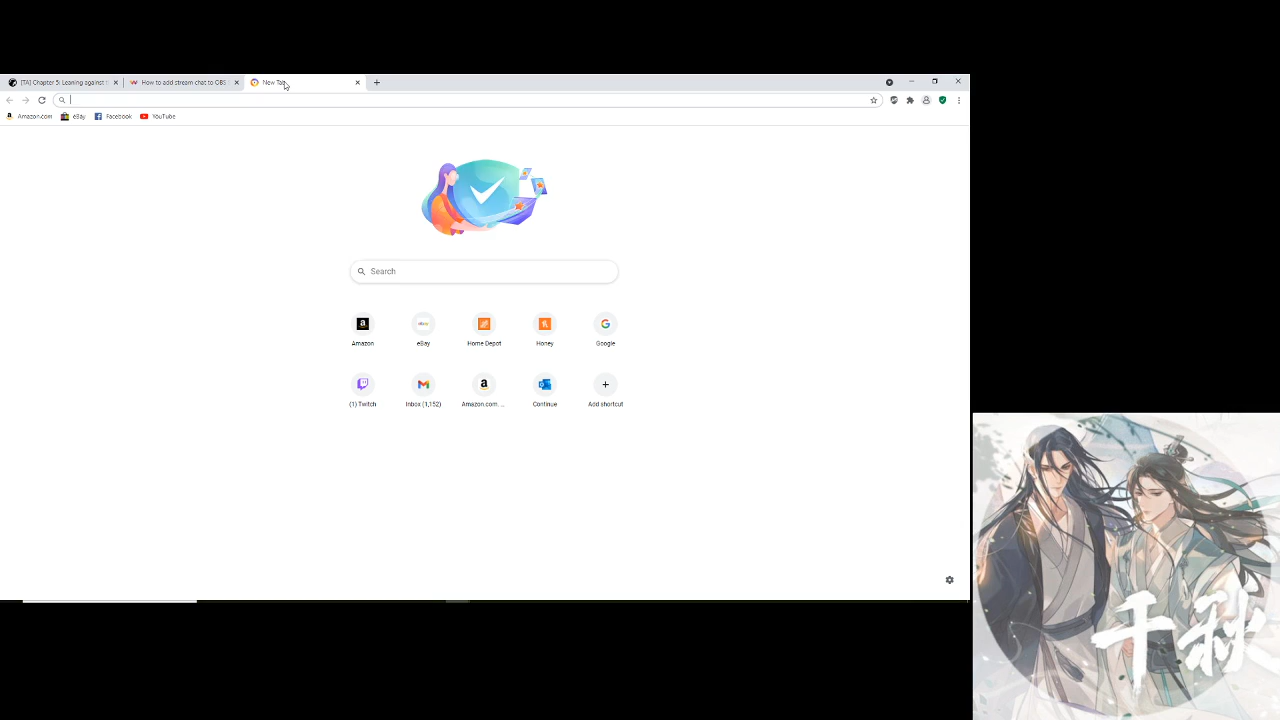 [TA] Chapter 5: Leaning against t
How to add stream chat to OBS
New Tab
Amazon.com
eBay
Facebook
YouTube
Search
a
Amazon
ebay
eBay
Home Depot
Honey
G
Google
(1) Twitch
M
Inbox (1,152)
a
Amazon.com. ...
Continue
+
Add shortcut
千秋